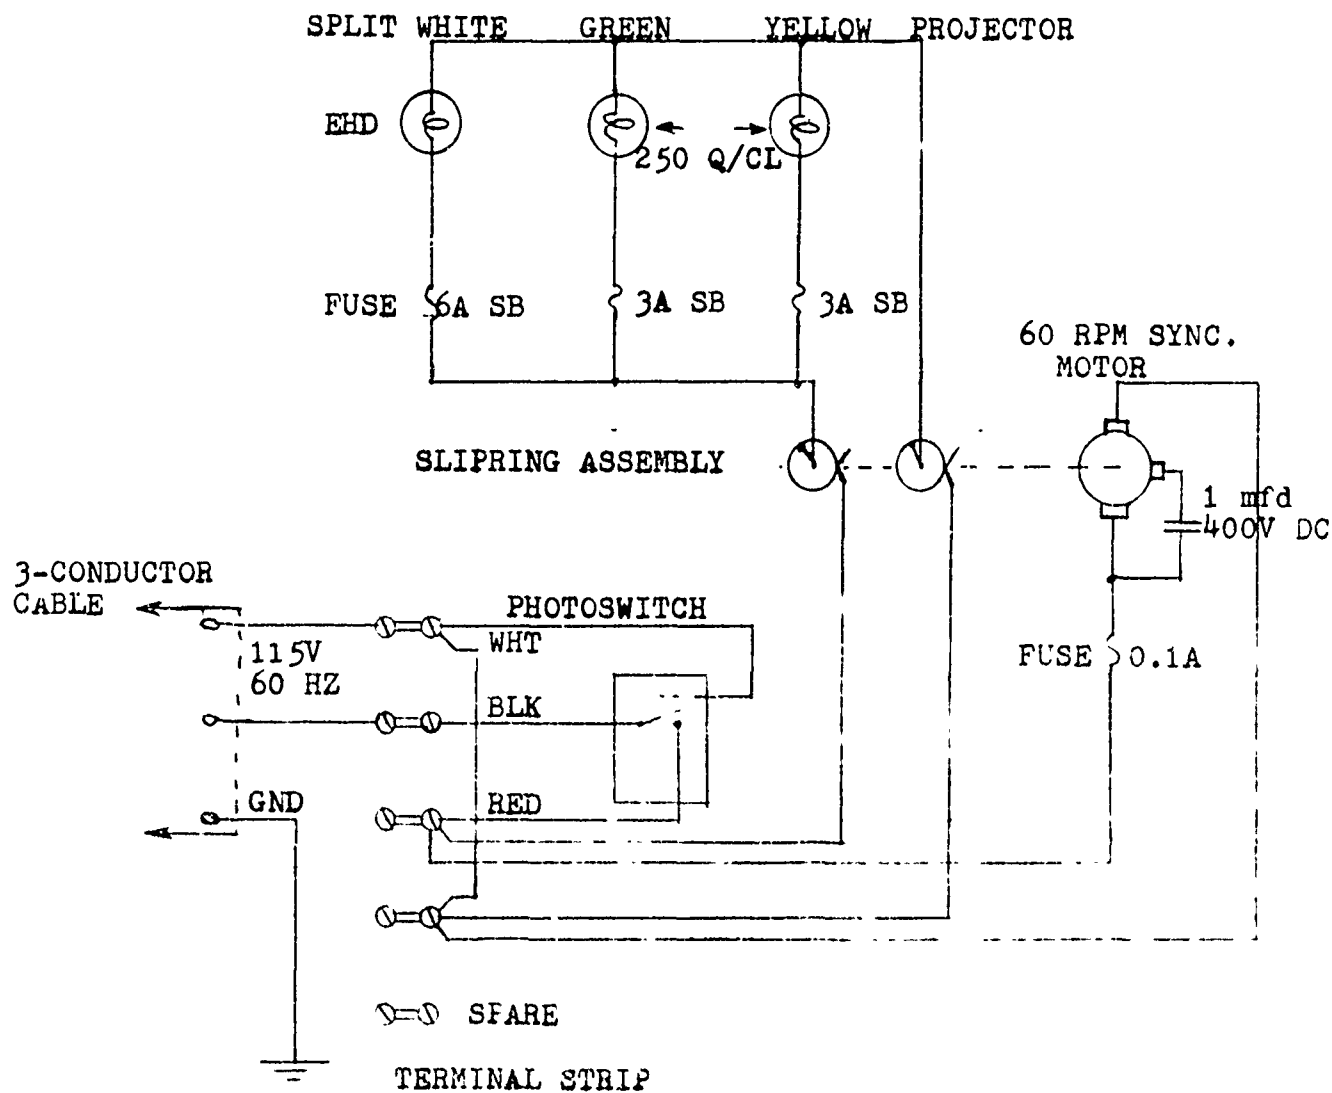 SPLIT WHITE GREEN YELLOW PROJECTOR
EHD
250 Q/CL
FUSE 6A SB 3A SB 3A SB
60 RPM SYNC.
MOTOR
SLIPRING ASSEMBLY
1 mfd
400V DC
3-CONDUCTOR
CABLE
PHOTOSWITCH
WHT
115V
60 HZ
FUSE 0.1A
BLK
GND
RED
SPARE
TERMINAL STRIP